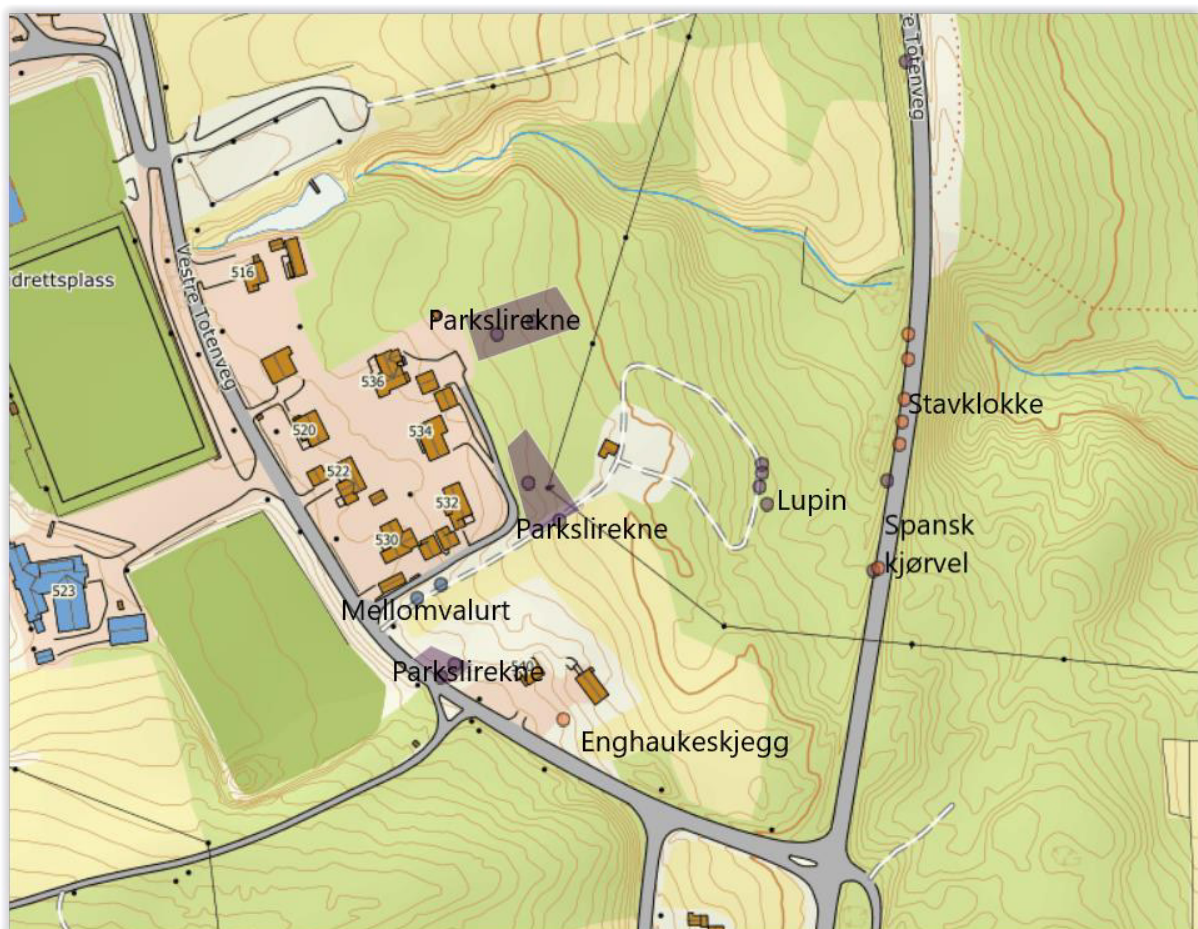 re Totenveg
516
Vestre Totenveg
drettsplass
Parkslirekne
536
Stavklokke
520
534
522
Lupin
532
Parkslirekne
Spansk
kjørvel
530
523
Mellomvalurt
Parkslirekne
Enghaukeskjegg